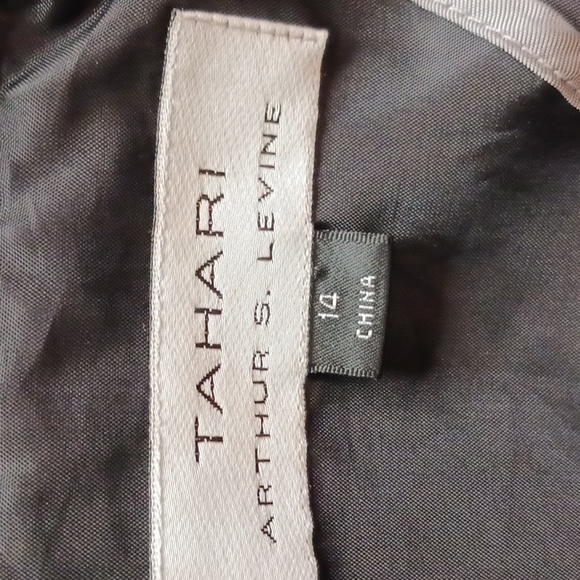 TAHARI
ARTHUR S. LEVINE
14
CHINA